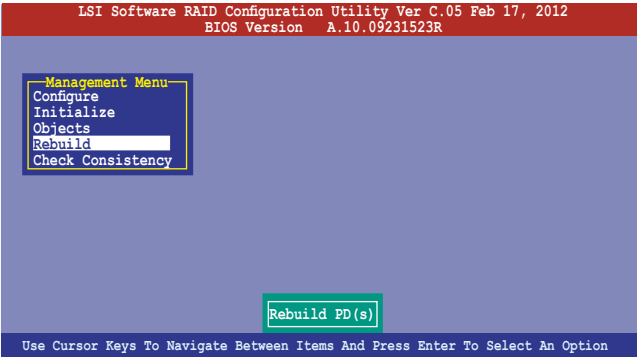 LSI Software RAID Configuration Utility Ver C.05 Feb 17, 2012
BIOS Version A.10.09231523R
Management Menu
Configure
Initialize
Objects
Rebuild
Check Consistency
Rebuild PD(s)
Use Cursor Keys To Navigate Between Items And Press Enter To Select An Option